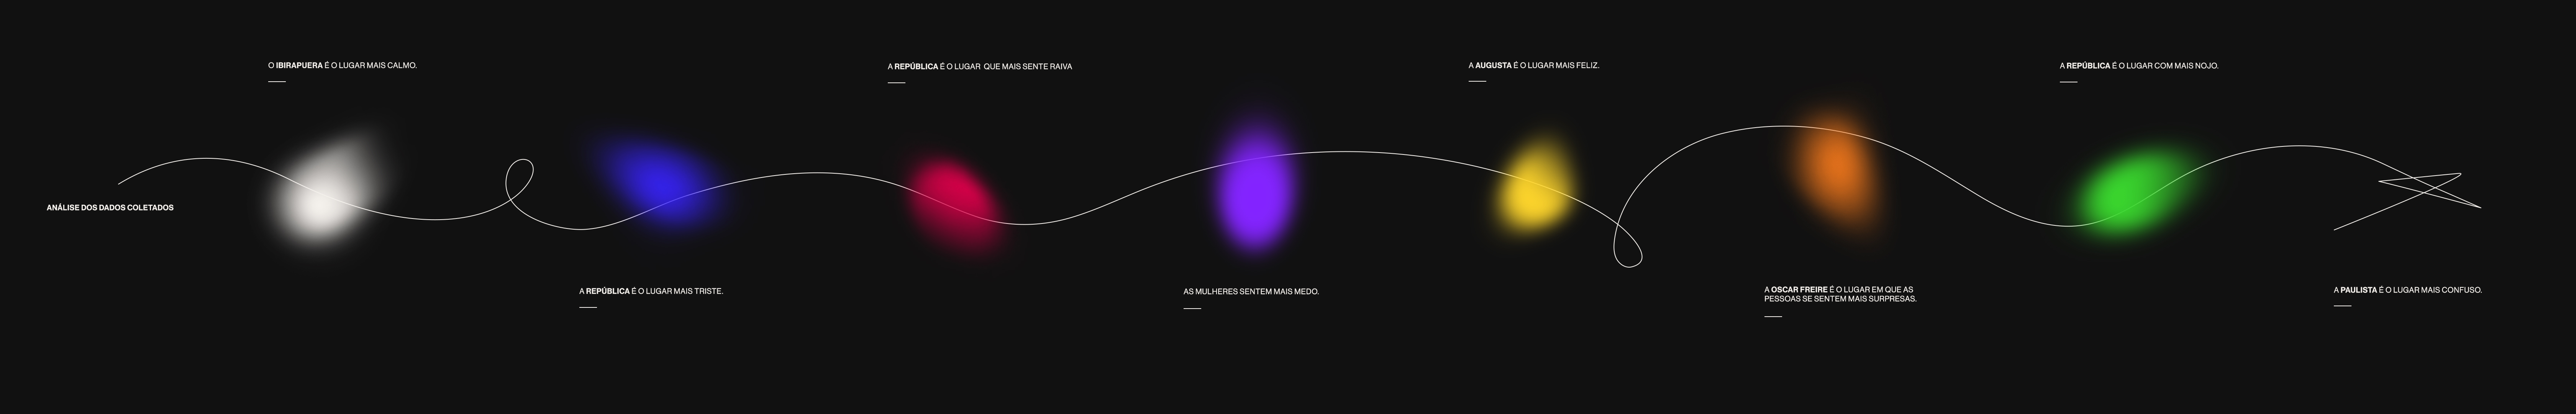 ANÁLISE DOS DADOS COLETADOS
O IBIRAPUERA É O LUGAR MAIS CALMO.
A REPÚBLICA É O LUGAR MAIS TRISTE.
A REPÚBLICA É O LUGAR QUE MAIS SENTE RAIVA
AS MULHERES SENTEM MAIS MEDO.
A AUGUSTA É O LUGAR MAIS FELIZ.
A OSCAR FREIRE É O LUGAR EM QUE AS
PESSOAS SE SENTEM MAIS SURPRESAS.
A REPÚBLICA É O LUGAR COM MAIS NOJO.
A PAULISTA É O LUGAR MAIS CONFUSO.